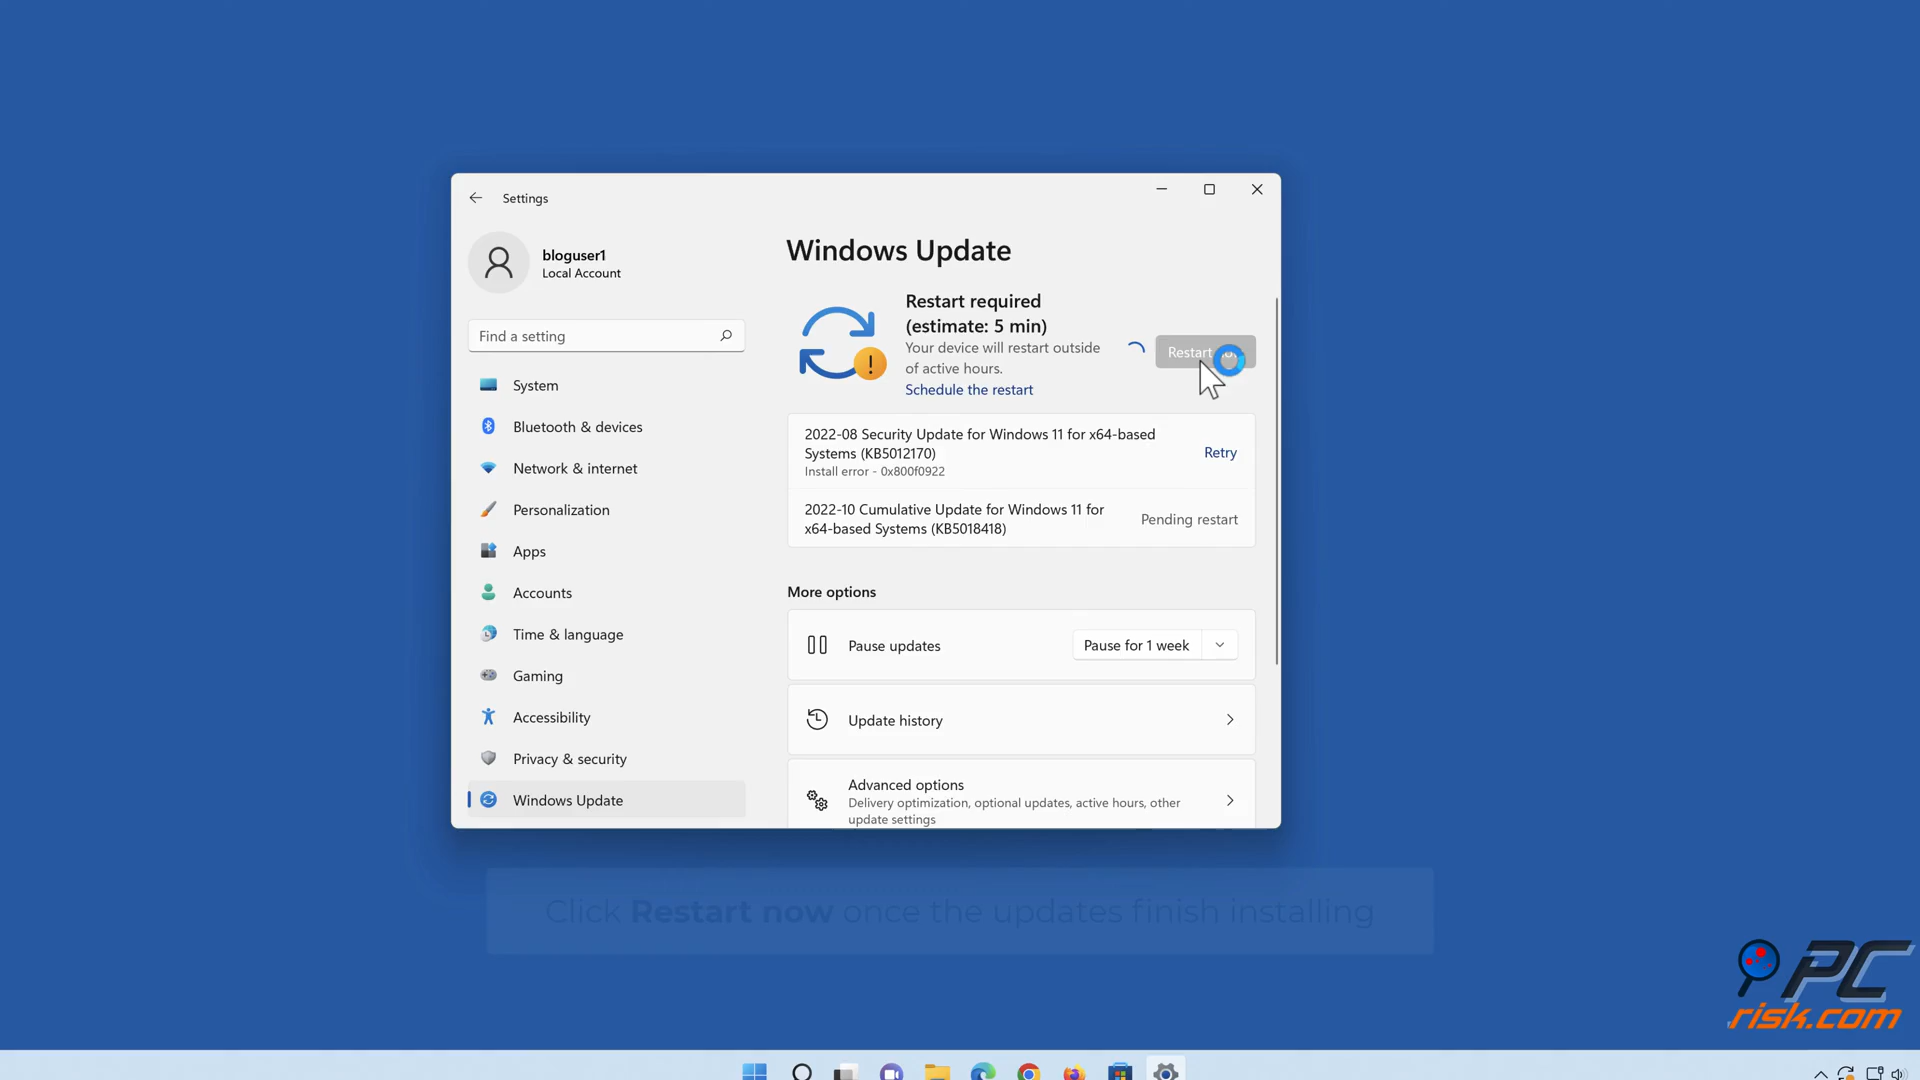 Settings
bloguser1
Local Account
Find a setting
System
Bluetooth & devices
Network & internet
Personalization
Apps
Accounts
Time & language
Gaming
Accessibility
Privacy & security
Windows Update
Windows Update
Restart required
(estimate: 5 min)
Your device will restart outside
of active hours.
Schedule the restart
Restart
2022-08 Security Update for Windows 11 for x64-based
Systems (KB5012170)
Install error - 0x800f0922
Retry
2022-10 Cumulative Update for Windows 11 for
x64-based Systems (KB5018418)
Pending restart
More options
Pause updates
Pause for 1 week
Update history
Advanced options
Delivery optimization, optional updates, active hours, other
update settings
Click Restart now once the updates finish installing
PC
risk.com